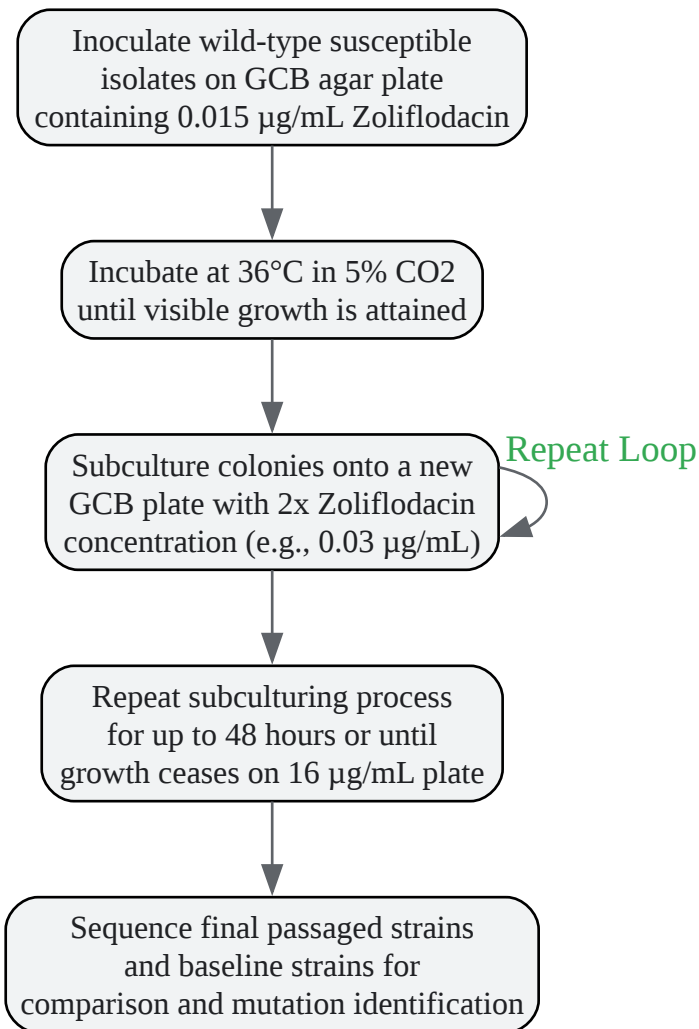 Inoculate wild-type susceptible
isolates on GCB agar plate
containing 0.015 µg/mL Zoliflodacin
Incubate at 36°C in 5% CO2
until visible growth is attained
Subculture colonies onto a new
GCB plate with 2x Zoliflodacin
concentration (e.g., 0.03 µg/mL)
Repeat Loop
Repeat subculturing process
for up to 48 hours or until
growth ceases on 16 µg/mL plate
Sequence final passaged strains
and baseline strains for
comparison and mutation identification